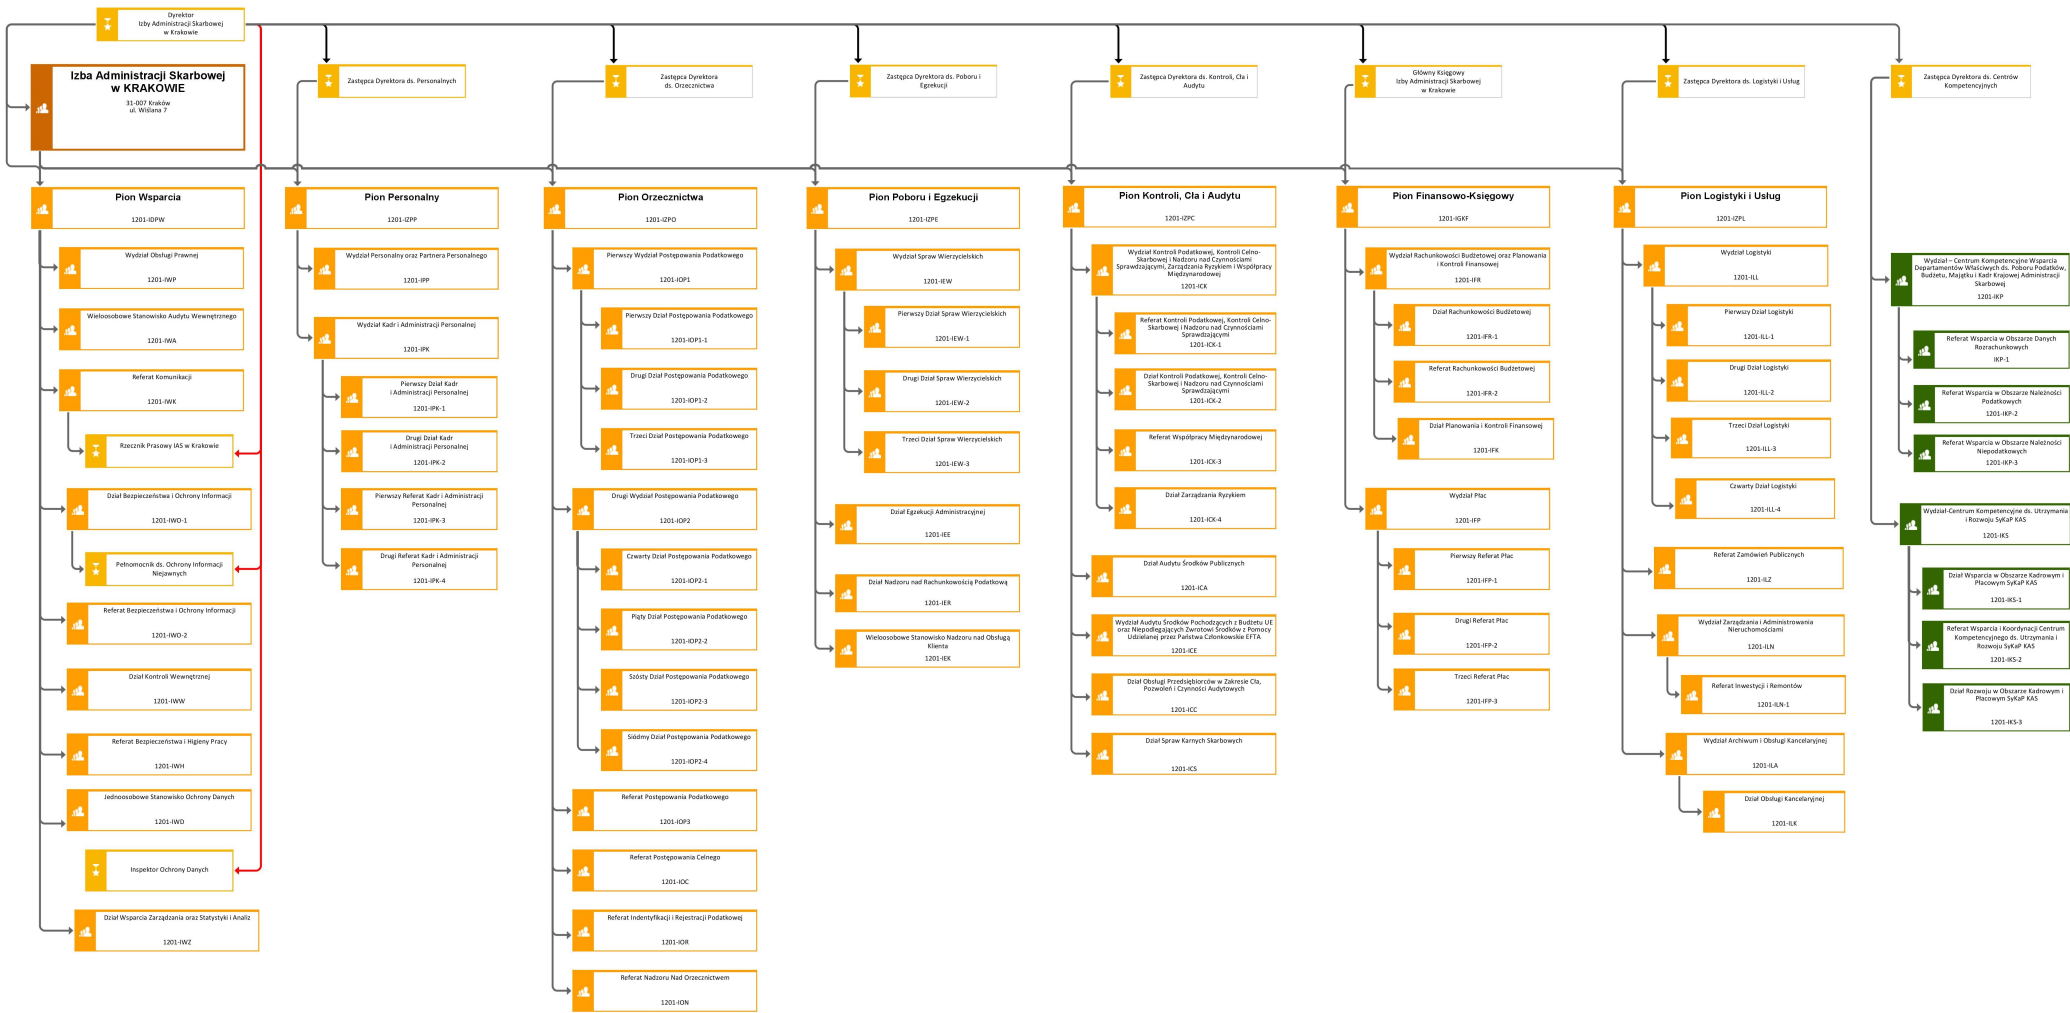 Dyrektor
Izby Administracji Skarbowej
w Krakowie
Izba Administracji Skarbowej
w KRAKOWIE
31-007 Kraków
ul. Wiślana 7
Zastępca Dyrektora ds. Personalnych
Zastępca Dyrektora
ds. Orzecznictwa
Zastępca Dyrektora ds. Poboru i
Egzekucji
Zastępca Dyrektora ds. Kontroli, Cła i
Audytu
Główny Księgowy
Izby Administracji Skarbowej
w Krakowie
Zastępca Dyrektora ds. Logistyki i Usług
Zastępca Dyrektora ds. Centrów
Kompetencyjnych
Pion Wsparcia
1201-IDPW
Wydział Obsługi Prawnej
1201-IWP
Wieloosobowe Stanowisko Audytu Wewnętrznego
1201-IWA
Referat Komunikacji
1201-IWK
Rzecznik Prasowy IAS w Krakowie
Dział Bezpieczeństwa i Ochrony Informacji
1201-IWO-1
Pełnomocnik ds. Ochrony Informacji
Niejawnych
Referat Bezpieczeństwa i Ochrony Informacji
1201-IWO-2
Dział Kontroli Wewnętrznej
1201-IWW
Referat Bezpieczeństwa i Higieny Pracy
1201-IWH
Jednoosobowe Stanowisko Ochrony Danych
1201-IWD
Inspektor Ochrony Danych
Dział Wsparcia Zarządzania oraz Statystyki i Analiz
1201-IWZ
Pion Personalny
1201-IZPP
Wydział Personalny oraz Partnera Personalnego
1201-IPP
Wydział Kadr i Administracji Personalnej
1201-IPK
Pierwszy Dział Kadr
i Administracji Personalnej
1201-IPK-1
Drugi Dział Kadr
i Administracji Personalnej
1201-IPK-2
Pierwszy Referat Kadr i Administracji
Personalnej
1201-IPK-3
Drugi Referat Kadr i Administracji
Personalnej
1201-IPK-4
Pion Orzecznictwa
1201-IZPO
Pierwszy Wydział Postępowania Podatkowego
1201-IOP1
Pierwszy Dział Postępowania Podatkowego
1201-IOP1-1
Drugi Dział Postępowania Podatkowego
1201-IOP1-2
Trzeci Dział Postępowania Podatkowego
1201-IOP1-3
Drugi Wydział Postępowania Podatkowego
1201-IOP2
Czwarty Dział Postępowania Podatkowego
1201-IOP2-1
Piąty Dział Postępowania Podatkowego
1201-IOP2-2
Szósty Dział Postępowania Podatkowego
1201-IOP2-3
Siódmy Dział Postępowania Podatkowego
1201-IOP2-4
Referat Postępowania Podatkowego
1201-IOP3
Referat Postępowania Celnego
1201-IOC
Referat Indentyfikacji i Rejestracji Podatkowej
1201-IOR
Referat Nadzoru Nad Orzecznictwem
1201-ION
Pion Poboru i Egzekucji
1201-IZPE
Wydział Spraw Wierzycielskich
1201-IEW
Pierwszy Dział Spraw Wierzycielskich
1201-IEW-1
Drugi Dział Spraw Wierzycielskich
1201-IEW-2
Trzeci Dział Spraw Wierzycielskich
1201-IEW-3
Dział Egzekucji Administracyjnej
1201-IEE
Dział Nadzoru nad Rachunkowością Podatkową
1201-IER
Wieloosobowe Stanowisko Nadzoru nad Obsługą
Klienta
1201-IEK
Pion Kontroli, Cła i Audytu
1201-IZPC
Wydział Kontroli Podatkowej, Kontroli Celno-
Skarbowej i Nadzoru nad Czynnościami
Sprawdzającymi, Zarządzania Ryzykiem i Współpracy
Międzynarodowej
1201-ICK
Referat Kontroli Podatkowej, Kontroli Celno-
Skarbowej i Nadzoru nad Czynnościami
Sprawdzającymi
1201-ICK-1
Dział Kontroli Podatkowej, Kontroli Celno-
Skarbowej i Nadzoru nad Czynnościami
Sprawdzającymi
1201-ICK-2
Referat Współpracy Międzynarodowej
1201-ICK-3
Dział Zarządzania Ryzykiem
1201-ICK-4
Dział Audytu Środków Publicznych
1201-ICA
Wydział Audytu Środków Pochodzących z Budżetu UE
oraz Niepodlegających Zwrotowi Środków z Pomocy
Udzielanej przez Państwa Członkowskie EFTA
1201-ICE
Dział Obsługi Przedsiębiorców w Zakresie Cła,
Pozwoleń i Czynności Audytowych
1201-ICC
Dział Spraw Karnych Skarbowych
1201-ICS
Pion Finansowo-Księgowy
1201-IGKF
Wydział Rachunkowości Budżetowej oraz Planowania
i Kontroli Finansowej
1201-IFR
Dział Rachunkowości Budżetowej
1201-IFR-1
Referat Rachunkowości Budżetowej
1201-IFR-2
Dział Planowania i Kontroli Finansowej
1201-IFK
Wydział Płac
1201-IFP
Pierwszy Referat Płac
1201-IFP-1
Drugi Referat Płac
1201-IFP-2
Trzeci Referat Płac
1201-IFP-3
Pion Logistyki i Usług
1201-IZPL
Wydział Logistyki
1201-ILL
Pierwszy Dział Logistyki
1201-ILL-1
Drugi Dział Logistyki
1201-ILL-2
Trzeci Dział Logistyki
1201-ILL-3
Czwarty Dział Logistyki
1201-ILL-4
Referat Zamówień Publicznych
1201-ILZ
Wydział Zarządzania i Administrowania
Nieruchomościami
1201-ILN
Referat Inwestycji i Remontów
1201-ILN-1
Wydział Archiwum i Obsługi Kancelaryjnej
1201-ILA
Dział Obsługi Kancelaryjnej
1201-ILK
Wydział – Centrum Kompetencyjne Wsparcia
Departamentów Właściwych ds. Poboru Podatków,
Budżetu, Majątku i Kadr Krajowej Administracji
Skarbowej
1201-IKP
Referat Wsparcia w Obszarze Danych
Rozrachunkowych
IKP-1
Referat Wsparcia w Obszarze Należności
Podatkowych
1201-IKP-2
Referat Wsparcia w Obszarze Należności
Niepodatkowych
1201-IKP-3
Wydział-Centrum Kompetencyjne ds. Utrzymania
i Rozwoju SyKaP KAS
1201-IKS
Dział Wsparcia w Obszarze Kadrowym i
Płacowym SyKaP KAS
1201-IKS-1
Referat Wsparcia i Koordynacji Centrum
Kompetencyjnego ds. Utrzymania i
Rozwoju SyKaP KAS
1201-IKS-2
Dział Rozwoju w Obszarze Kadrowym i
Płacowym SyKaP KAS
1201-IKS-3